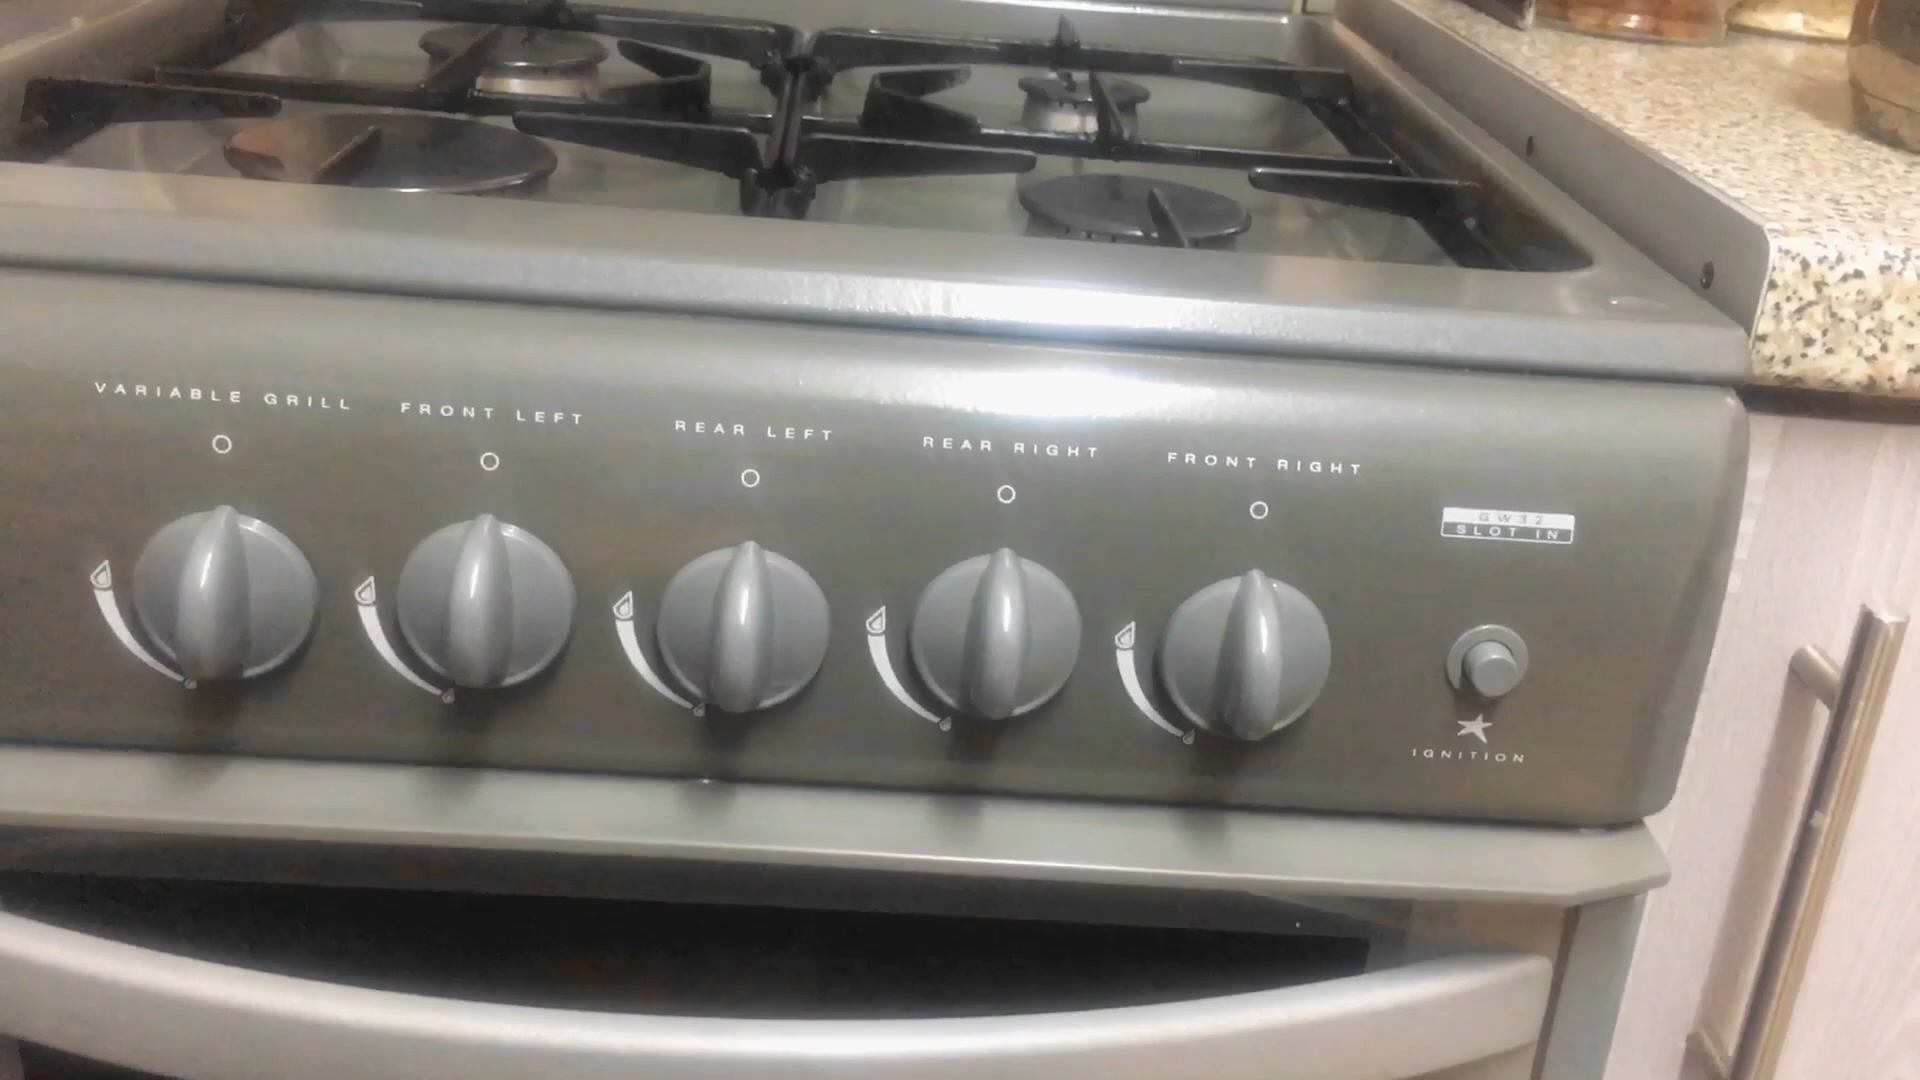 VARIABLE GRILL
FRONT LEFT
REAR LEFT
REAR RIGHT
FRONT RIGHT
GW32
SLOT IN
IGNITION